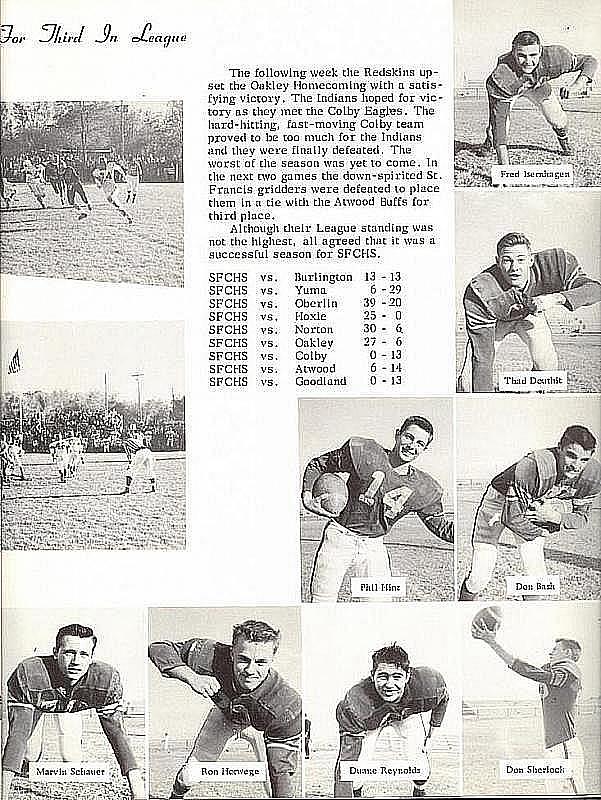 For Third In League
The following week the Redskins up-
set the Oakley Homecoming with a satis-
fying victory. The Indians hoped for vic-
tory as they met the Colby Eagles. The
hard-hitting, fast-moving Colby team
proved to be too much for the Indians
and they were finally defeated. The
worst of the season was yet to come. In
the next two games the down-spirited St.
Francis gridders were defeated to place
them in a tie with the Atwood Buffs for
third place.
Although their League standing was
not the highest, all agreed that it was a
successful season for SFCHS.
SFCHS vs. Burlington 13 - 13
SFCHS vs. Yuma 6 - 29
SFCHS vs. Oberlin 39 - 20
SFCHS vs. Hoxie 25 - 0
SFCHS vs. Norton 30 - 6
SFCHS vs. Oakley 27 - 6
SFCHS vs. Colby 0 - 13
SFCHS vs. Atwood 6 - 14
SFCHS vs. Goodland 0 - 13
Fred Isernhagen
Thad Douthit
14
Phil Hinz
Don Bash
Marvin Schauer
Ron Herwege
Duane Reynolds
Don Sherlock